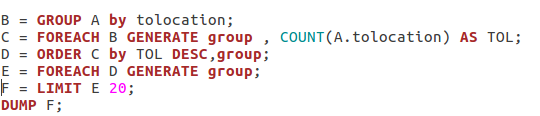 B = GROUP A by tolocation;
C = FOREACH B GENERATE group , COUNT(A.tolocation) AS TOL;
D = ORDER C by TOL DESC,group;
E = FOREACH D GENERATE group;
F = LIMIT E 20;
DUMP F;